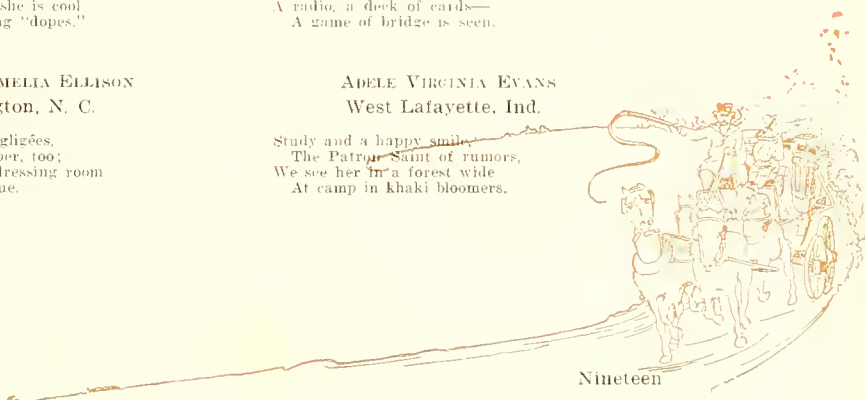 she is cool
ng "dopes."
MELIA ELLISON
gton, N. C.
gligées,
per, too;
dressing room
ue.
A radio, a deck of cards—
A game of bridge is seen.
ADELE VIRGINIA EVANS
West Lafayette, Ind.
Study and a happy smile,
The Patron Saint of rumors,
We see her in a forest wide
At camp in khaki bloomers.
Nineteen